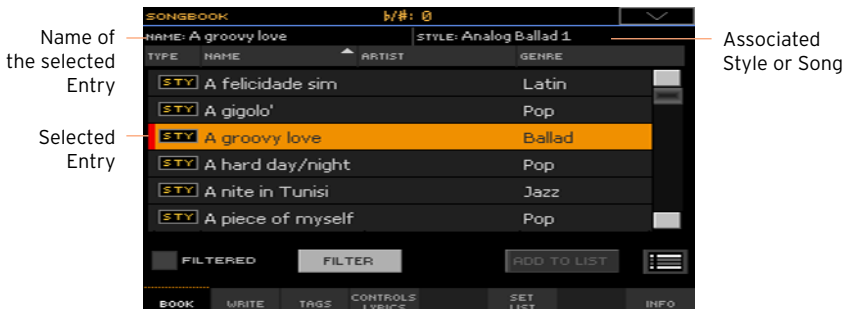 SONGBOOK b/#: 0
NAME: A groovy love STYLE: Analog Ballad 1
Name of
the selected
Entry
Associated
Style or Song
TYPE NAME ARTIST GENRE
STY A felicidade sim Latin
STY A gigolo' Pop
Selected
Entry
STY A groovy love Ballad
STY A hard day/night Pop
STY A nite in Tunisi Jazz
STY A piece of myself Pop
FILTERED FILTER ADD TO LIST
BOOK WRITE TAGS CONTROLS LYRICS SET LIST INFO